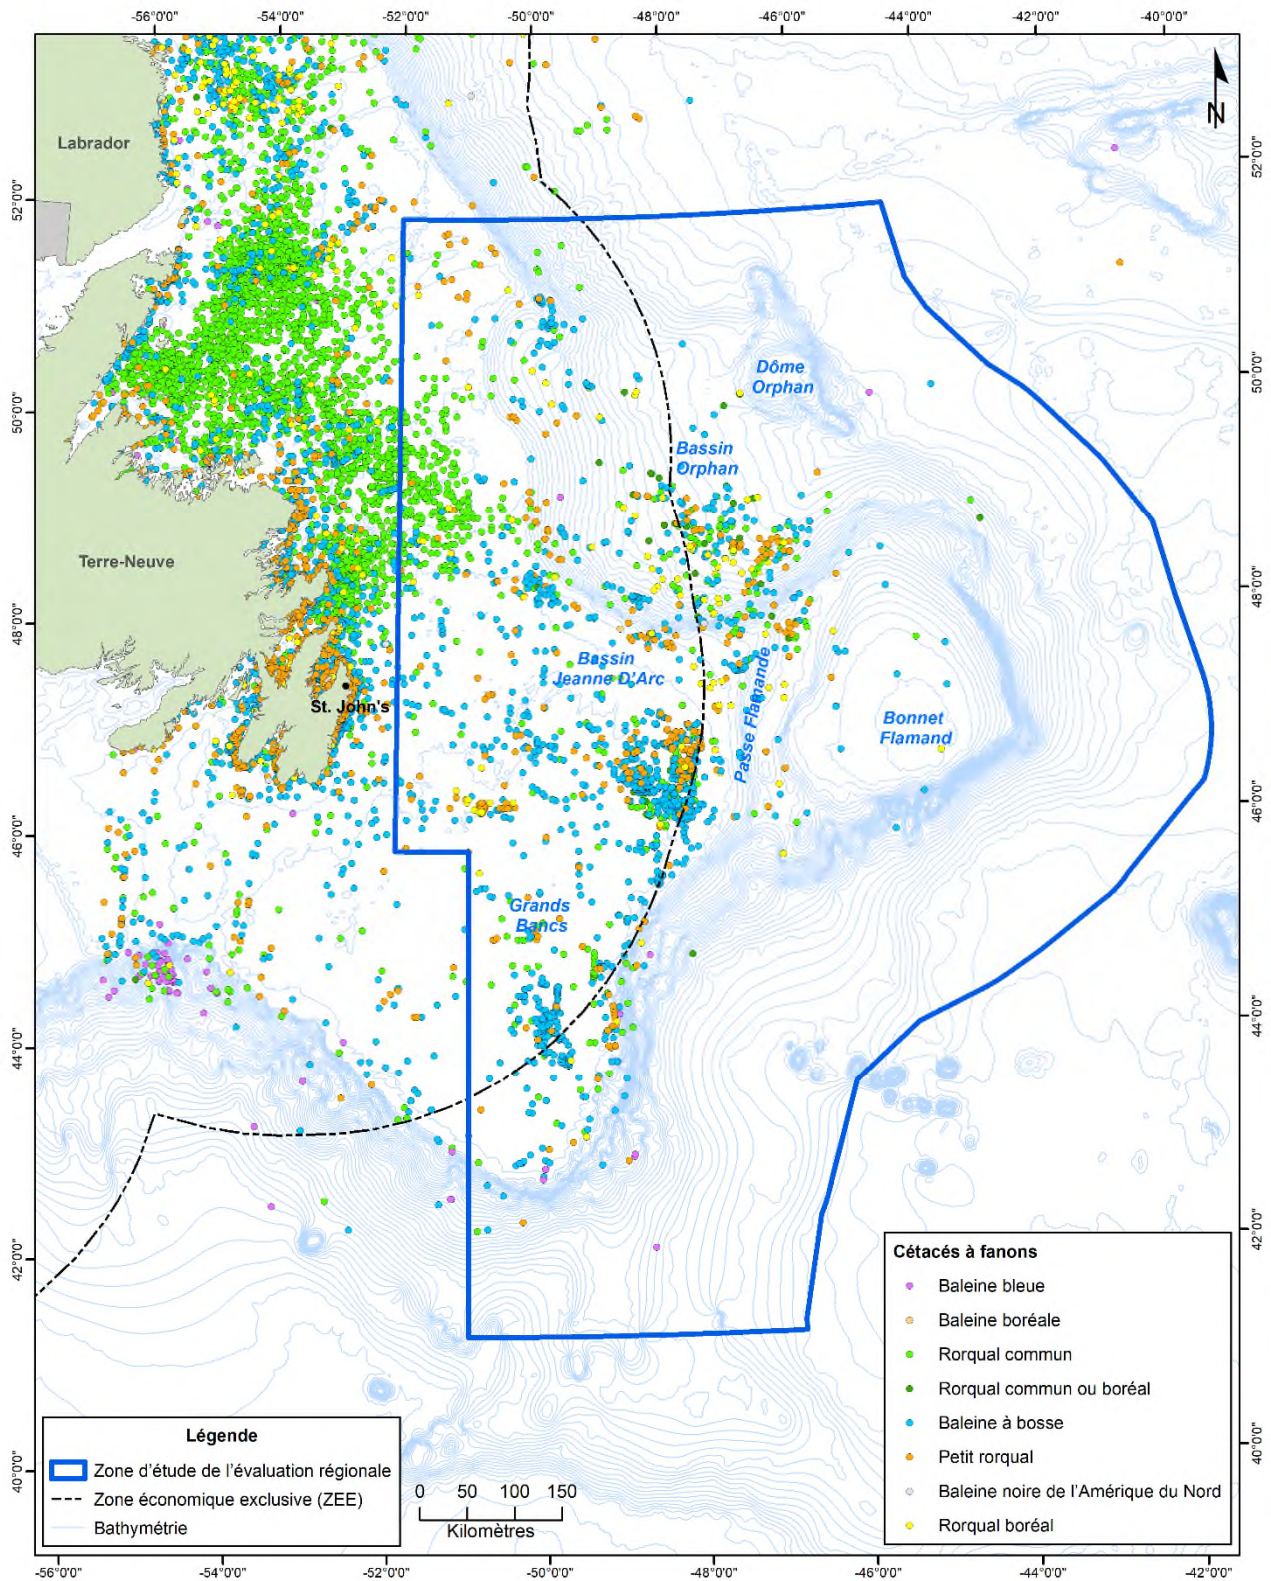 -56°0'0" -54°0'0" -52°0'0" -50°0'0" -48°0'0" -46°0'0" -44°0'0" -42°0'0" -40°0'0"
N
Labrador
52°0'0" 52°0'0"
Dôme
Orphan
50°0'0" 50°0'0"
Bassin
Orphan
Terre-Neuve
48°0'0" 48°0'0"
Bassin
Jeanne D'Arc
Passe Flamande
St. John's
Bonnet
Flamand
46°0'0" 46°0'0"
Grands
Bancs
44°0'0" 44°0'0"
42°0'0" 42°0'0"
40°0'0" 40°0'0"
Cétacés à fanons
Baleine bleue
Baleine boréale
Rorqual commun
Rorqual commun ou boréal
Baleine à bosse
Petit rorqual
Baleine noire de l'Amérique du Nord
Rorqual boréal
Légende
Zone d'étude de l'évaluation régionale
Zone économique exclusive (ZEE)
Bathymétrie
0 50 100 150
Kilomètres
-56°0'0" -54°0'0" -52°0'0" -50°0'0" -48°0'0" -46°0'0" -44°0'0" -42°0'0"